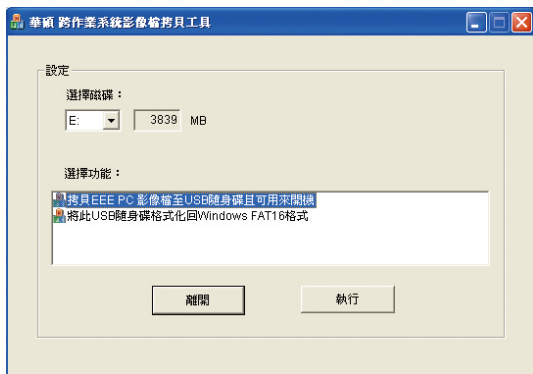 華碩 跨作業系統影像檔拷貝工具
設定
選擇磁碟：
E: 3839 MB
選擇功能：
拷貝EEE PC 影像檔至USB隨身碟且可用來開機
將此USB隨身碟格式化回Windows FAT16格式
離開 執行